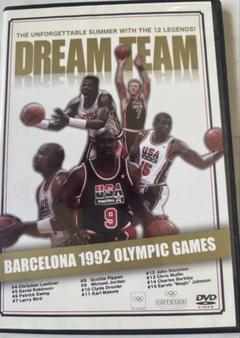 THE UNFORGETTABLE SUMMER WITH THE 12 LEGENDS!
DREAM TEAM
USA
15
USA
9
BARCELONA 1992 OLYMPIC GAMES
#4 Christian Laettner
#5 David Robinson
#6 Patrick Ewing
#7 Larry Bird
#8 Scottie Pippen
#9 Michael Jordan
#10 Clyde Drexler
#11 Karl Malone
#12 John Stockton
#13 Chris Mullin
#14 Charles Barkley
#15 Earvin "Magic" Johnson
DVD
VIDEO